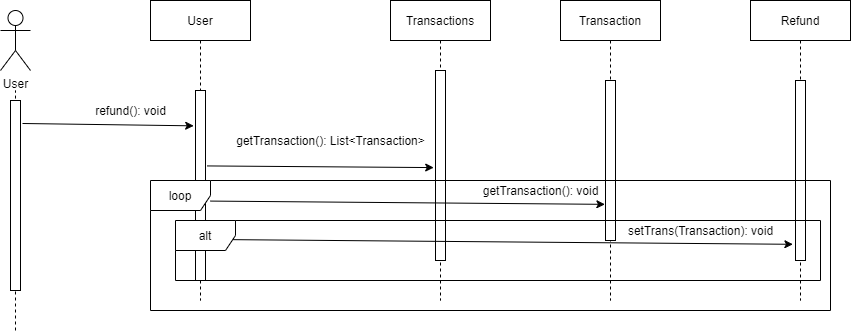 User
Transactions
Transaction
Refund
User
refund(): void
getTransaction(): List<Transaction>
loop
getTransaction(): void
alt
setTrans(Transaction): void